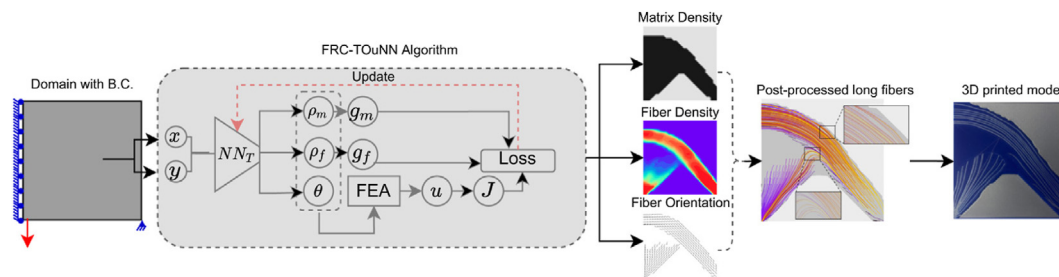 Matrix Density
FRC-TOuNN Algorithm
Domain with B.C.
Update
Fiber Density
Post-processed long fibers
3D printed model
x
y
NN_T
ρ_m
g_m
ρ_f
g_f
Loss
θ
FEA
u
J
Fiber Orientation